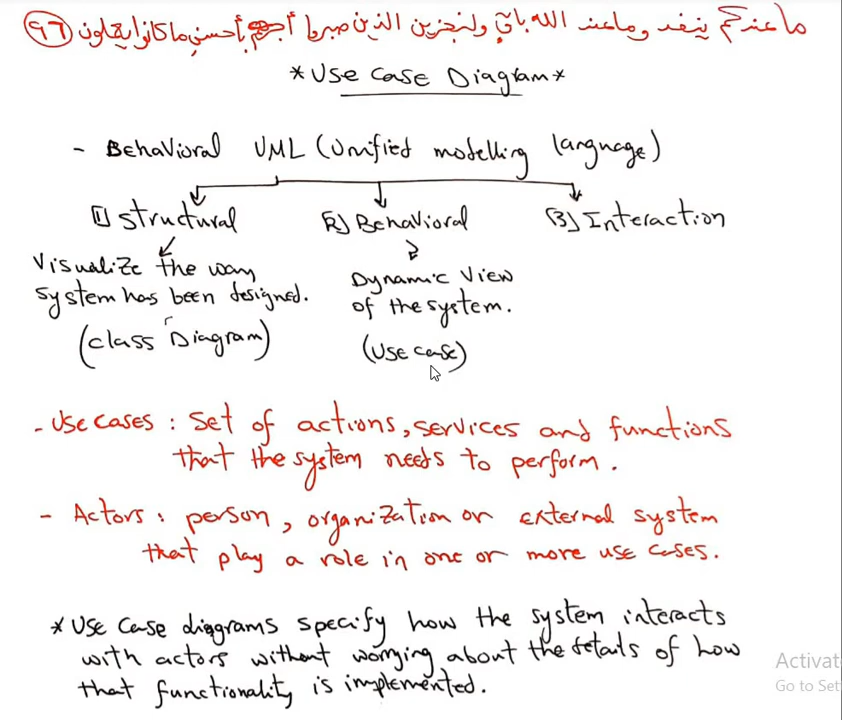 ما عندكم ينفد وما عند الله باق ولنجزين الذين صبروا أجرهم بأحسن ما كانوا يعملون ٩٦
* Use Case Diagram *
- Behavioral UML (Unified modelling language)
[1] Structural [2] Behavioral [3] Interaction
Visualize the way
system has been designed.
(class Diagram)
Dynamic View
of the system.
(Use case)
- Use Cases : Set of actions, services and functions
that the system needs to perform.
- Actors : person, organization or external system
that play a role in one or more use cases.
* Use Case diagrams specify how the system interacts
with actors without worrying about the details of how
that functionality is implemented.
Activat
Go to Set